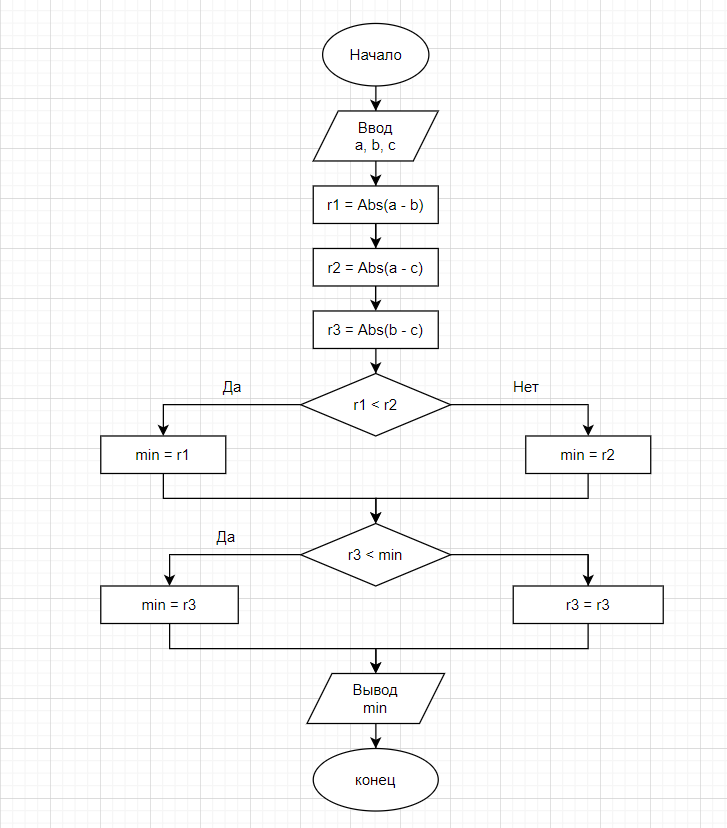 Начало
Ввод
a, b, c
r1 = Abs(a - b)
r2 = Abs(a - c)
r3 = Abs(b - c)
Да
Нет
r1 < r2
min = r1
min = r2
Да
r3 < min
min = r3
r3 = r3
Вывод
min
конец